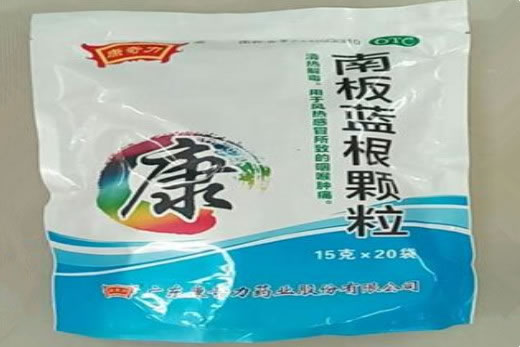 康奇力
OTC
南板蓝根颗粒
清热解毒。用于风热感冒所致的咽喉肿痛。
康
15克×20袋
广东康奇力药业股份有限公司